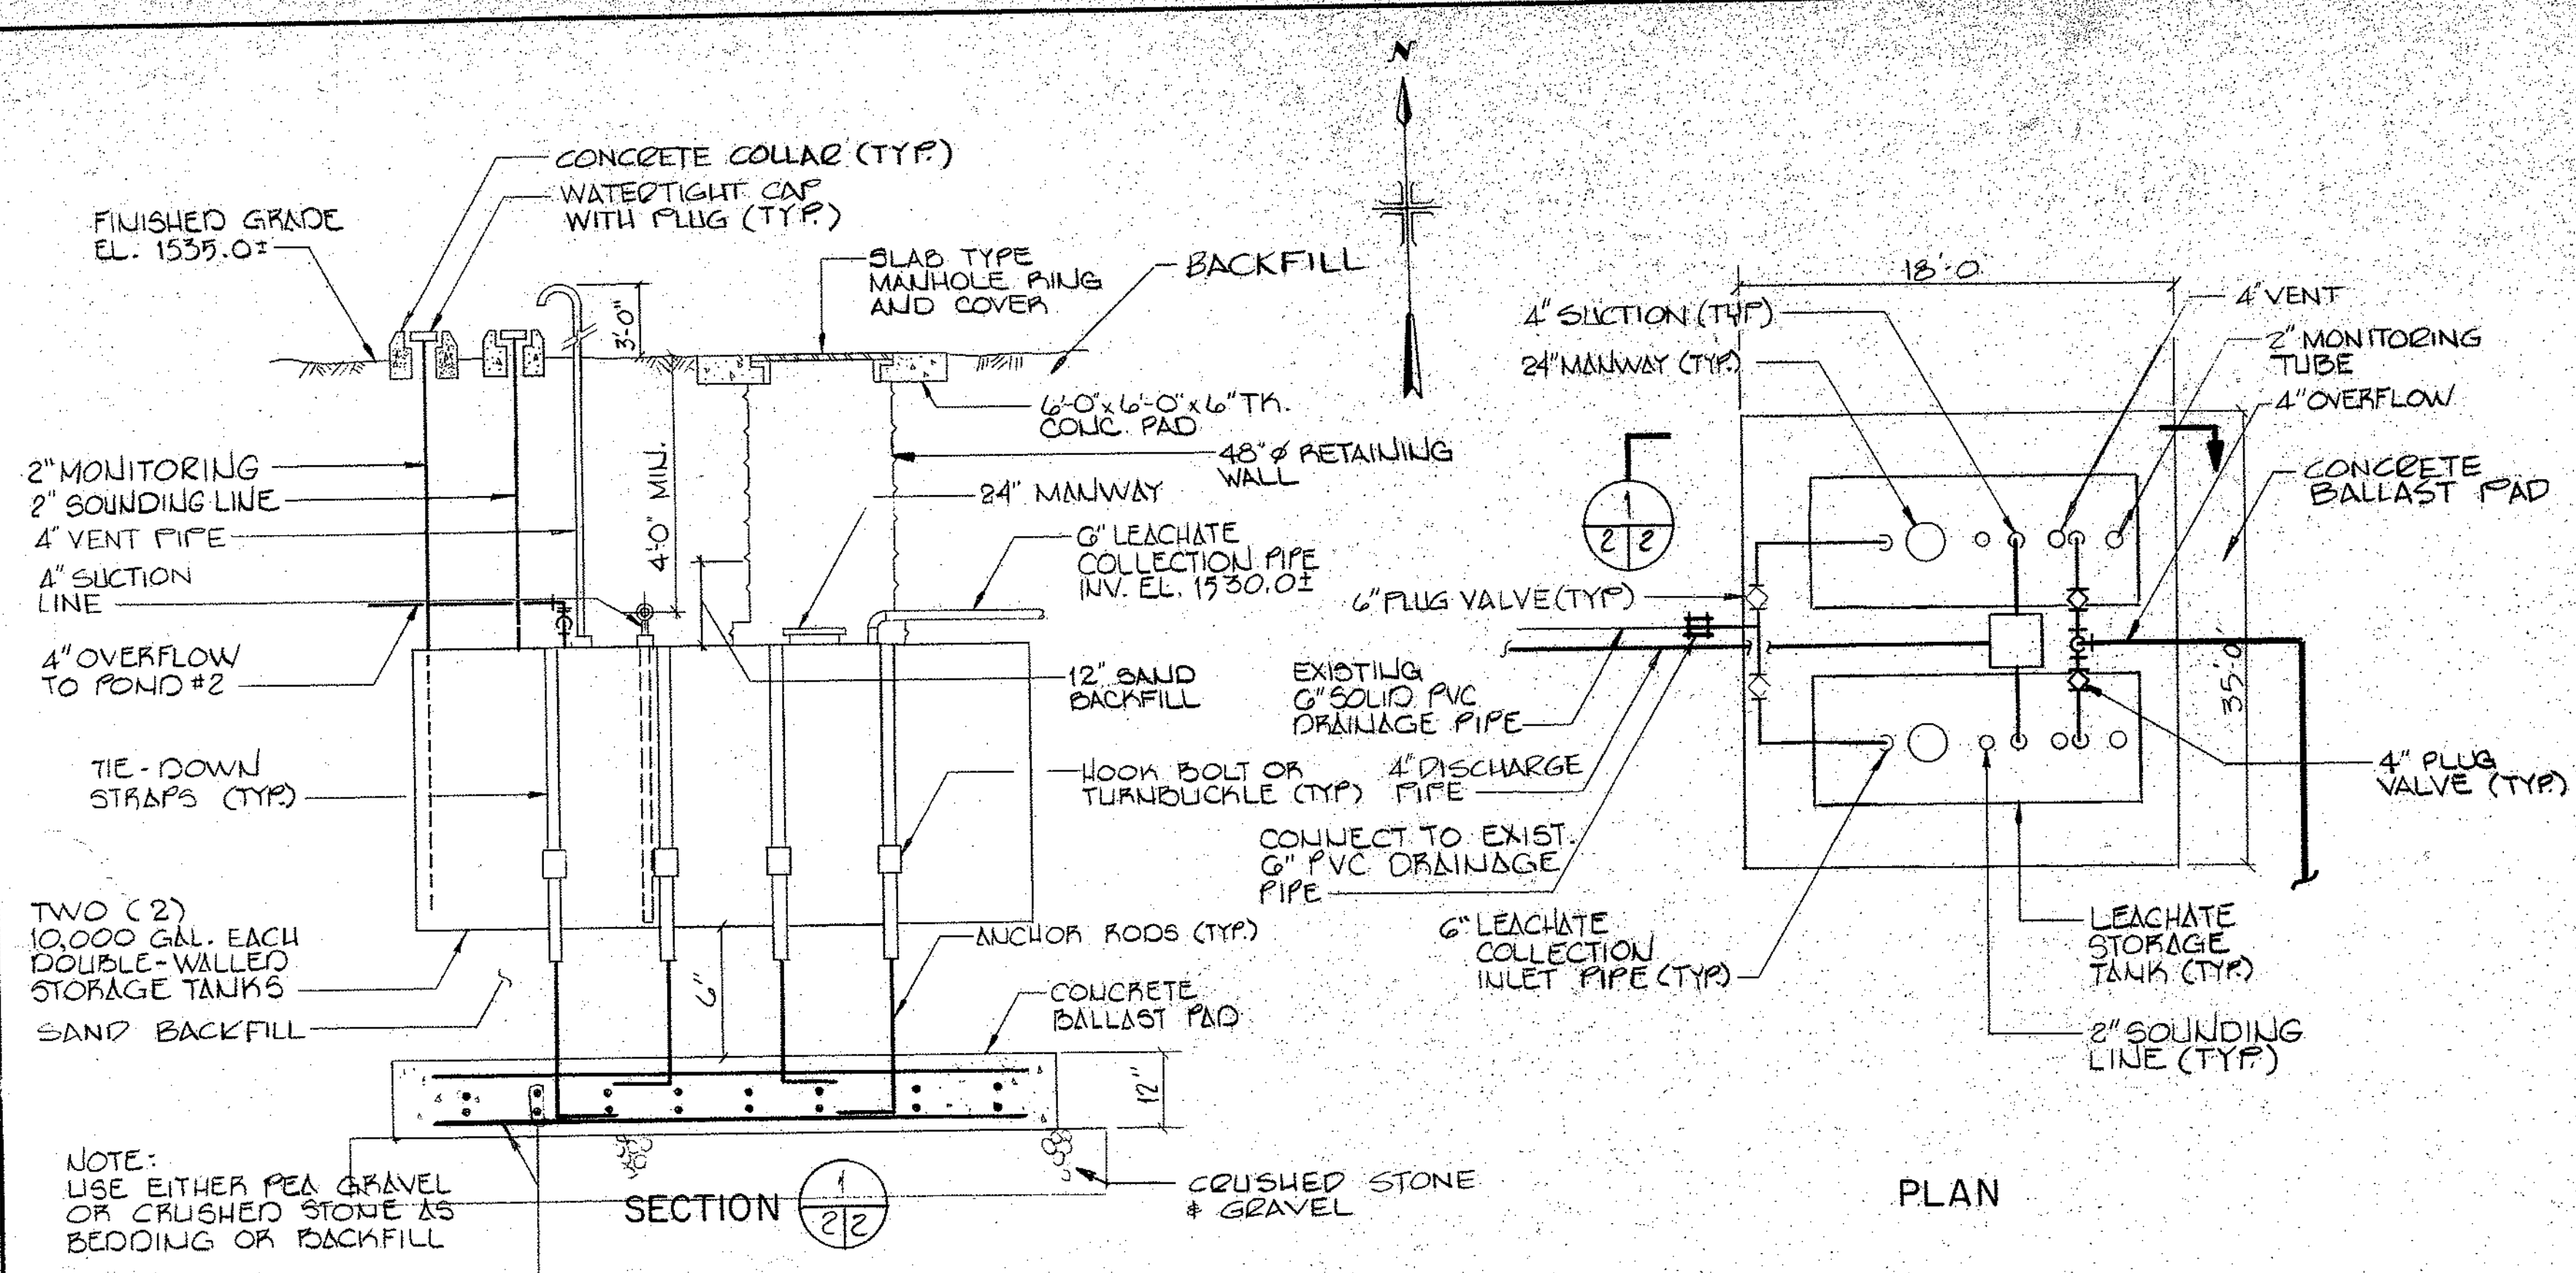 N
CONCRETE COLLAR (TYP.)
WATERTIGHT CAP
WITH PLUG (TYP.)
FINISHED GRADE
EL. 1535.0±
SLAB TYPE
MANHOLE RING
AND COVER
BACKFILL
3'-0"
6'-0"x6'-0"x6" TK.
CONC. PAD
48" ø RETAINING
WALL
2" MONITORING
2" SOUNDING LINE
4" VENT PIPE
4" SUCTION
LINE
4'-0" MIN.
24" MANWAY
6" LEACHATE
COLLECTION PIPE
INV. EL. 1530.0±
4" OVERFLOW
TO POND #2
12" SAND
BACKFILL
TIE-DOWN
STRAPS (TYP.)
HOOK BOLT OR
TURNBUCKLE (TYP)
TWO (2)
10,000 GAL. EACH
DOUBLE-WALLED
STORAGE TANKS
SAND BACKFILL
ANCHOR RODS (TYP.)
6"
CONCRETE
BALLAST PAD
12"
NOTE:
USE EITHER PEA GRAVEL
OR CRUSHED STONE AS
BEDDING OR BACKFILL
SECTION
1
2 2
CRUSHED STONE
& GRAVEL
18'-0
4" SUCTION (TYP)
24" MANWAY (TYP.)
4" VENT
2" MONITORING
TUBE
4" OVERFLOW
CONCRETE
BALLAST PAD
1
2 2
6" PLUG VALVE (TYP)
EXISTING
6" SOLID PVC
DRAINAGE PIPE
4" DISCHARGE
PIPE
CONNECT TO EXIST.
6" PVC DRAINAGE
PIPE
6" LEACHATE
COLLECTION
INLET PIPE (TYP)
35'-0"
4" PLUG
VALVE (TYP.)
LEACHATE
STORAGE
TANK (TYP.)
2" SOUNDING
LINE (TYP.)
PLAN